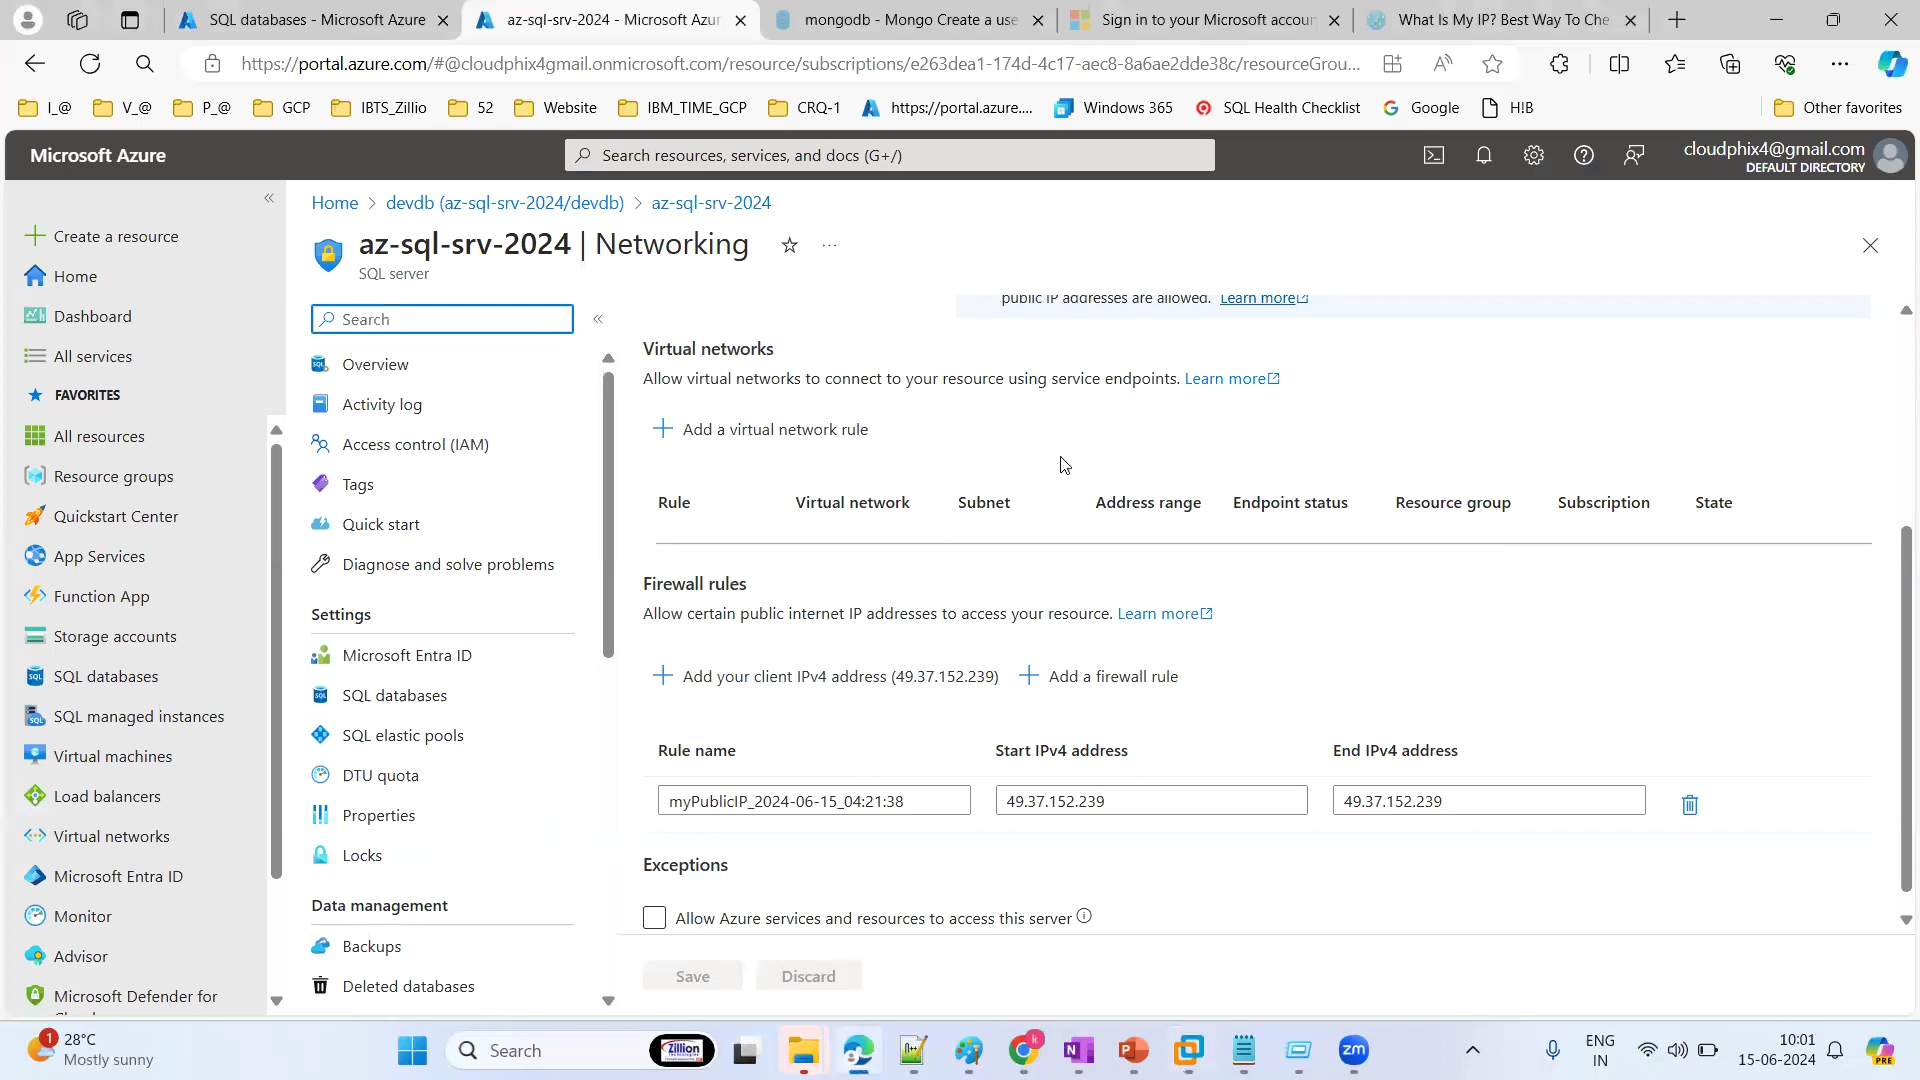 SQL databases - Microsoft Azure
az-sql-srv-2024 - Microsoft Azur
mongodb - Mongo Create a use
Sign in to your Microsoft accoun
What Is My IP? Best Way To Che
https://portal.azure.com/#@cloudphix4gmail.onmicrosoft.com/resource/subscriptions/e263dea1-174d-4c17-aec8-8a6ae2dde38c/resourceGrou...
I_@
V_@
P_@
GCP
IBTS_Zillio
52
Website
IBM_TIME_GCP
CRQ-1
https://portal.azure....
Windows 365
SQL Health Checklist
Google
H!B
Other favorites
Microsoft Azure
Search resources, services, and docs (G+/)
cloudphix4@gmail.com
DEFAULT DIRECTORY
Create a resource
Home
Dashboard
All services
FAVORITES
All resources
Resource groups
Quickstart Center
App Services
Function App
Storage accounts
SQL databases
SQL managed instances
Virtual machines
Load balancers
Virtual networks
Microsoft Entra ID
Monitor
Advisor
Microsoft Defender for
Home > devdb (az-sql-srv-2024/devdb) > az-sql-srv-2024
az-sql-srv-2024 | Networking
SQL server
Search
Overview
Activity log
Access control (IAM)
Tags
Quick start
Diagnose and solve problems
Settings
Microsoft Entra ID
SQL databases
SQL elastic pools
DTU quota
Properties
Locks
Data management
Backups
Deleted databases
public IP addresses are allowed. Learn more
Virtual networks
Allow virtual networks to connect to your resource using service endpoints. Learn more
Add a virtual network rule
Rule Virtual network Subnet Address range Endpoint status Resource group Subscription State
Firewall rules
Allow certain public internet IP addresses to access your resource. Learn more
Add your client IPv4 address (49.37.152.239) Add a firewall rule
Rule name Start IPv4 address End IPv4 address
myPublicIP_2024-06-15_04:21:38 49.37.152.239 49.37.152.239
Exceptions
Allow Azure services and resources to access this server
Save Discard
1
28°C
Mostly sunny
Search
Zillion
k
zm
ENG
IN
10:01
15-06-2024
PRE